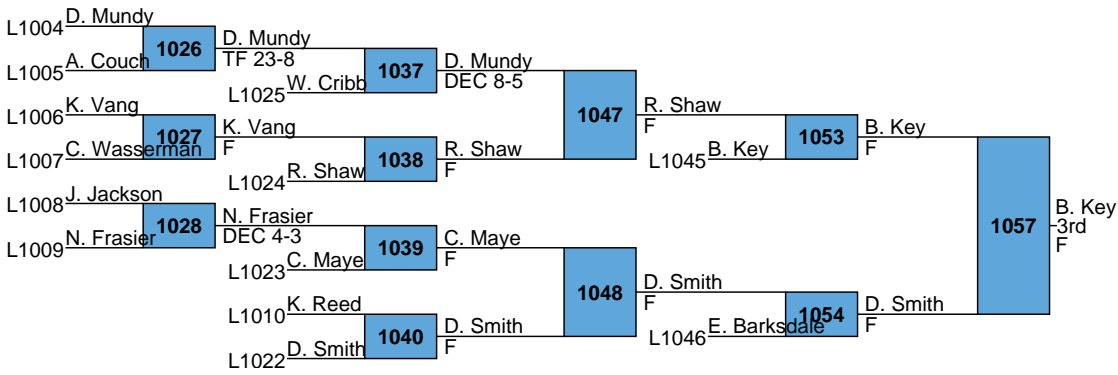 L1004 D. Mundy
1026
D. Mundy
TF 23-8
L1005 A. Couch
1037
D. Mundy
DEC 8-5
L1025 W. Cribb
L1006 K. Vang
1027
K. Vang
F
L1007 C. Wasserman
1047
R. Shaw
F
1038
R. Shaw
F
L1024 R. Shaw
1053
B. Key
F
L1045 B. Key
L1008 J. Jackson
1028
N. Frasier
DEC 4-3
L1009 N. Frasier
1039
C. Maye
F
L1023 C. Maye
1057
B. Key
3rd
F
1048
D. Smith
F
L1010 K. Reed
1040
D. Smith
F
L1022 D. Smith
1054
D. Smith
F
L1046 E. Barksdale